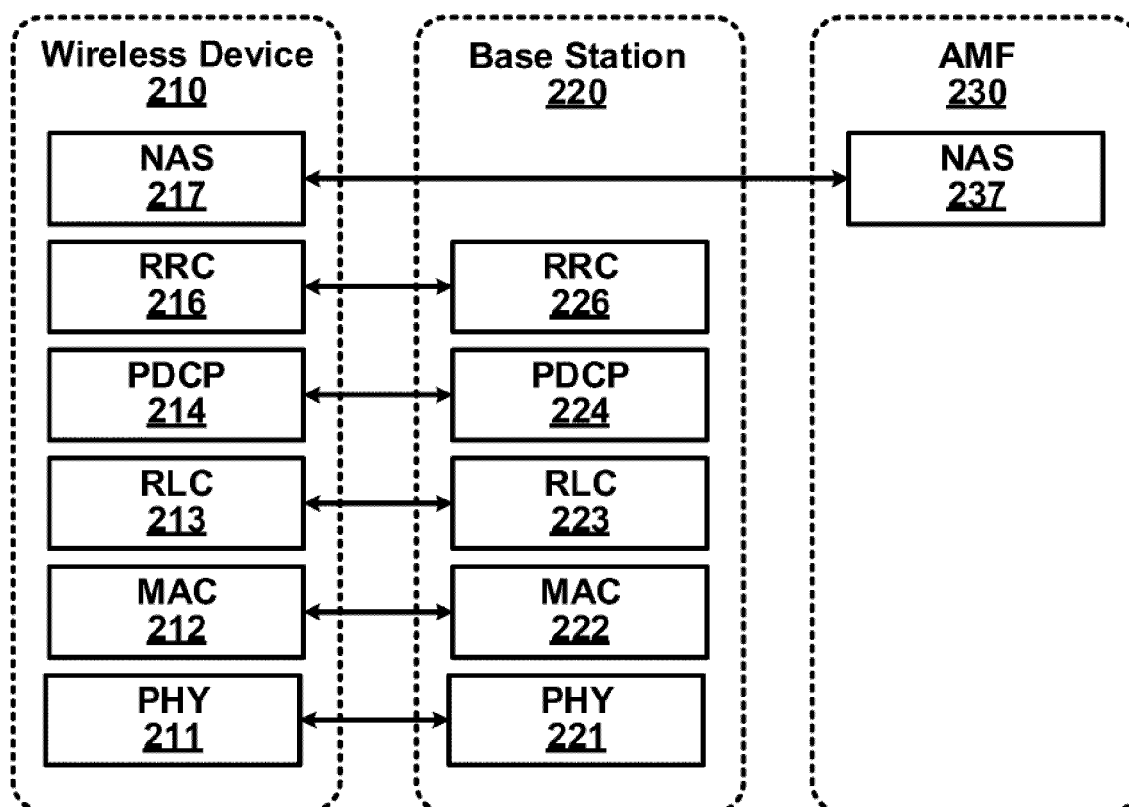 Wireless Device
210
Base Station
220
AMF
230
NAS
217
NAS
237
RRC
216
RRC
226
PDCP
214
PDCP
224
RLC
213
RLC
223
MAC
212
MAC
222
PHY
211
PHY
221